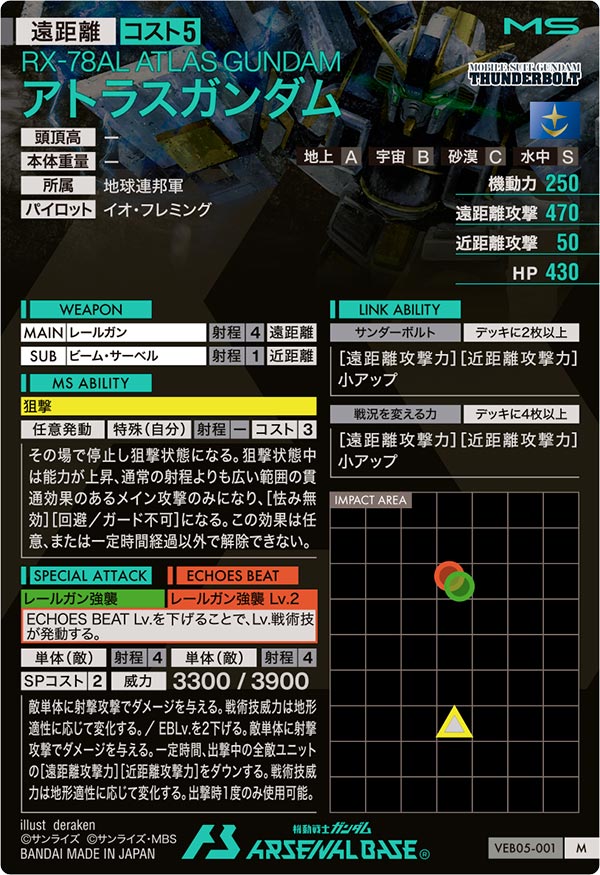 遠距離 コスト5 MS
RX-78AL ATLAS GUNDAM
アトラスガンダム
MOBILE SUIT GUNDAM
THUNDERBOLT
頭頂高 ー
本体重量 ー
所属 地球連邦軍
パイロット イオ・フレミング
地上 A 宇宙 B 砂漠 C 水中 S
機動力 250
遠距離攻撃 470
近距離攻撃 50
HP 430
WEAPON
MAIN レールガン 射程 4 遠距離
SUB ビーム・サーベル 射程 1 近距離
MS ABILITY
狙撃
任意発動 特殊(自分) 射程 ー コスト 3
その場で停止し狙撃状態になる。狙撃状態中
は能力が上昇、通常の射程よりも広い範囲の貫
通効果のあるメイン攻撃のみになり、[怯み無
効][回避/ガード不可]になる。この効果は任
意、または一定時間経過以外で解除できない。
SPECIAL ATTACK ECHOES BEAT
レールガン強襲 レールガン強襲 Lv.2
ECHOES BEAT Lv.を下げることで、Lv.戦術技
が発動する。
単体(敵) 射程 4 単体(敵) 射程 4
SPコスト 2 威力 3300 / 3900
敵単体に射撃攻撃でダメージを与える。戦術技威力は地形
適性に応じて変化する。/ EBLv.を2下げる。敵単体に射撃
攻撃でダメージを与える。一定時間、出撃中の全敵ユニット
の[遠距離攻撃力][近距離攻撃力]をダウンする。戦術技威
力は地形適性に応じて変化する。出撃時1度のみ使用可能。
LINK ABILITY
サンダーボルト デッキに2枚以上
[遠距離攻撃力][近距離攻撃力]
小アップ
戦況を変える力 デッキに4枚以上
[遠距離攻撃力][近距離攻撃力]
小アップ
IMPACT AREA
illust deraken
©サンライズ ©サンライズ・MBS
BANDAI MADE IN JAPAN
機動戦士ガンダム
AB ARSENAL BASE®
VEB05-001 M